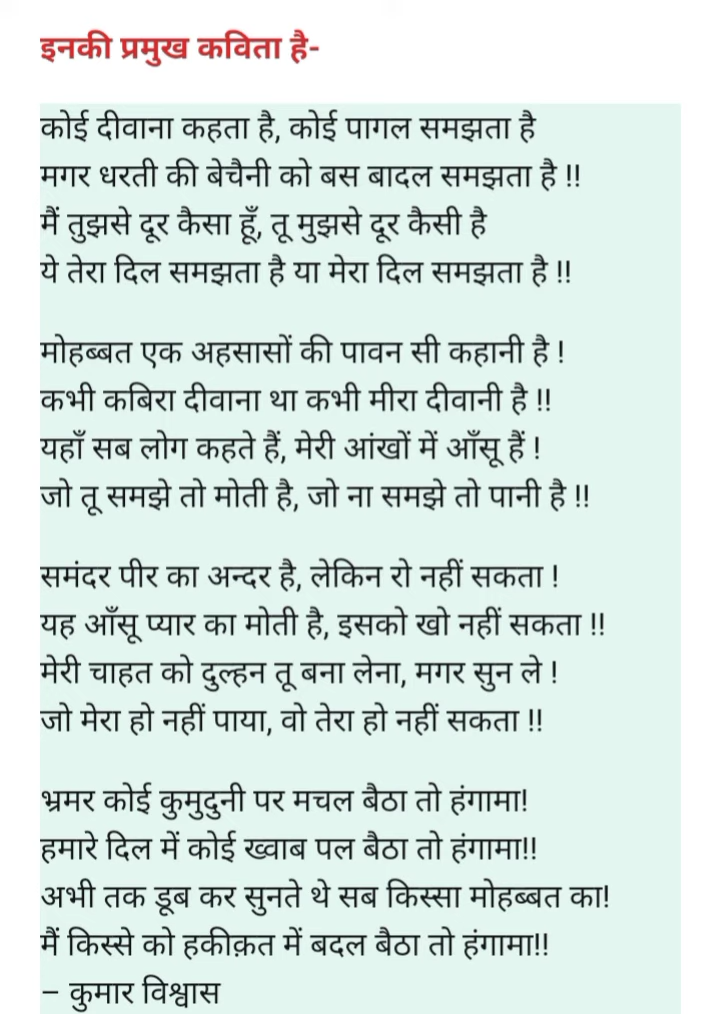 इनकी प्रमुख कविता है-
कोई दीवाना कहता है, कोई पागल समझता है
मगर धरती की बेचैनी को बस बादल समझता है !!
मैं तुझसे दूर कैसा हूँ, तू मुझसे दूर कैसी है
ये तेरा दिल समझता है या मेरा दिल समझता है !!
मोहब्बत एक अहसासों की पावन सी कहानी है !
कभी कबिरा दीवाना था कभी मीरा दीवानी है !!
यहाँ सब लोग कहते हैं, मेरी आंखों में आँसू हैं !
जो तू समझे तो मोती है, जो ना समझे तो पानी है !!
समंदर पीर का अन्दर है, लेकिन रो नहीं सकता !
यह आँसू प्यार का मोती है, इसको खो नहीं सकता !!
मेरी चाहत को दुल्हन तू बना लेना, मगर सुन ले !
जो मेरा हो नहीं पाया, वो तेरा हो नहीं सकता !!
भ्रमर कोई कुमुदुनी पर मचल बैठा तो हंगामा!
हमारे दिल में कोई ख्वाब पल बैठा तो हंगामा!!
अभी तक डूब कर सुनते थे सब किस्सा मोहब्बत का!
मैं किस्से को हकीक़त में बदल बैठा तो हंगामा!!
– कुमार विश्वास